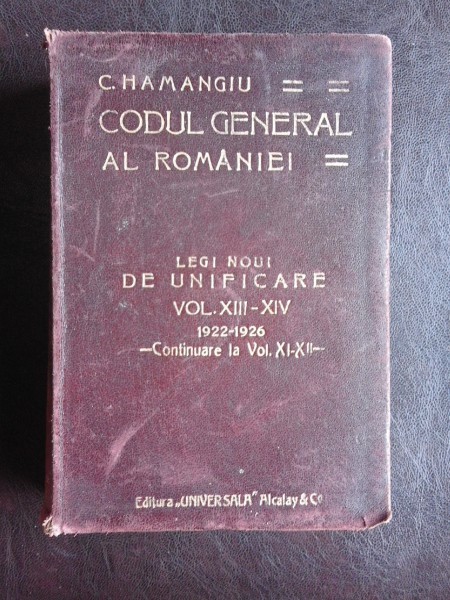 C. HAMANGIU
CODUL GENERAL
AL ROMÂNIEI
LEGI NOUI
DE UNIFICARE
VOL. XIII-XIV
1922-1926
—Continuare la Vol. XI-XII—
Editura „UNIVERSALA" Alcalay & Co